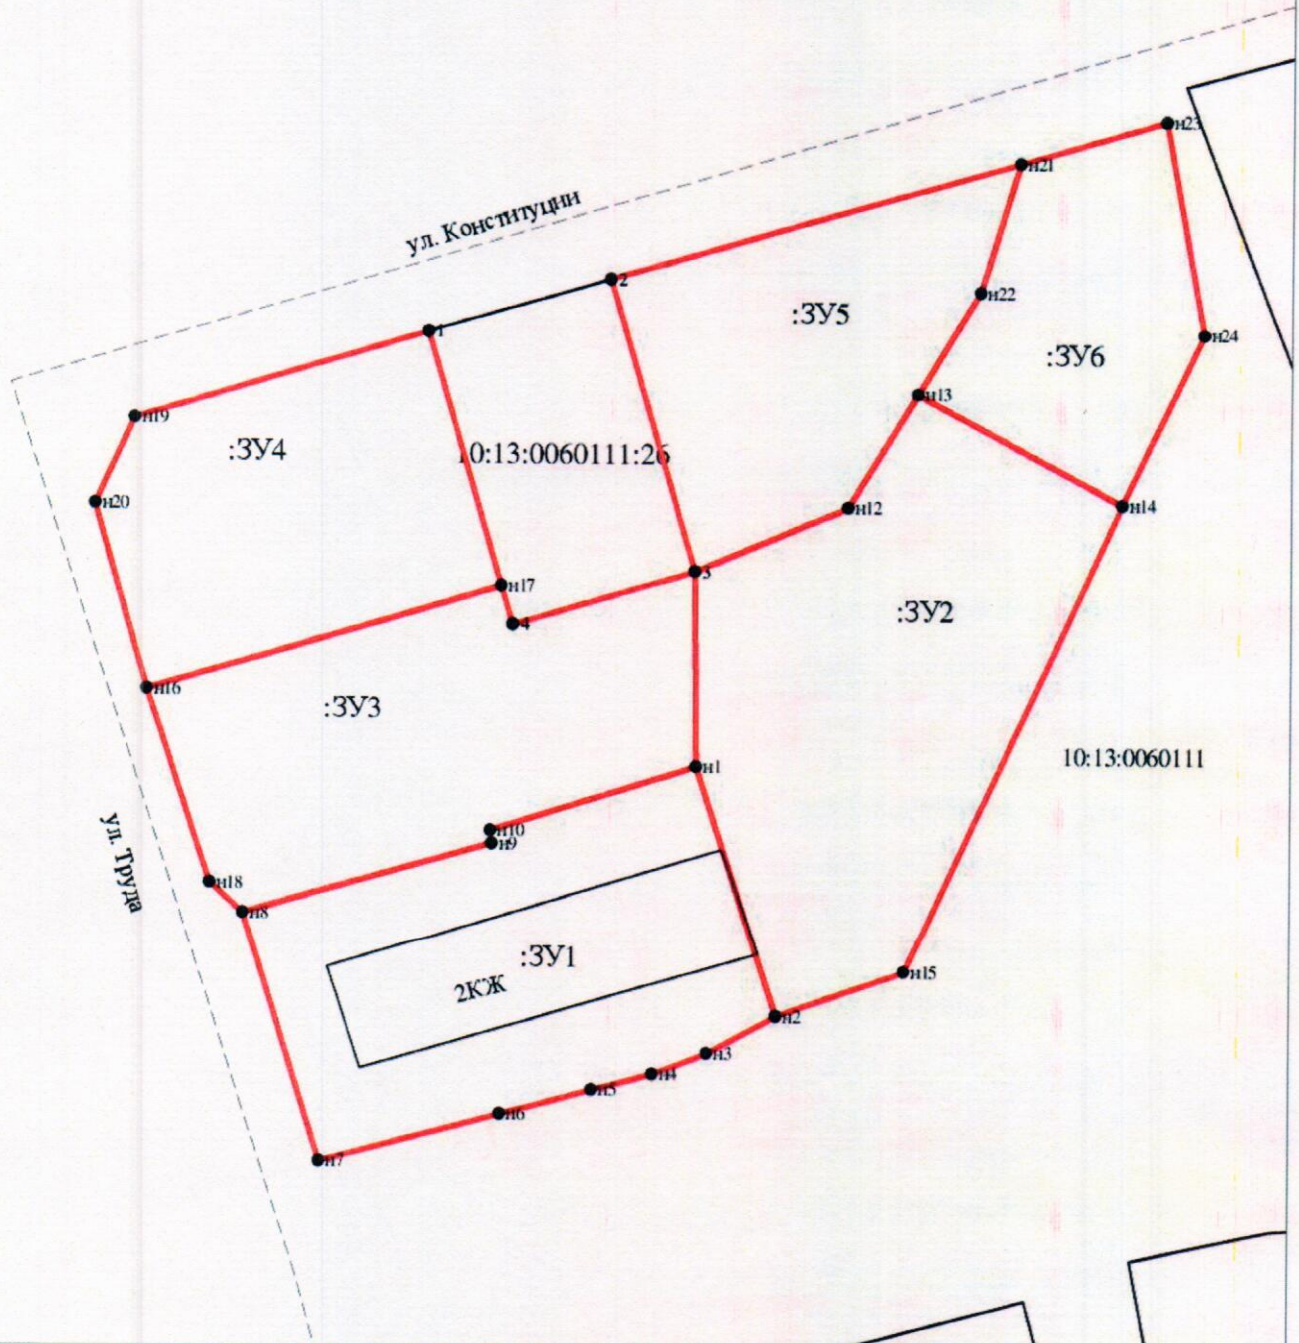 н23
н21
ул. Конституции
2
н22
:ЗУ5
1
н24
:ЗУ6
н13
н19
:ЗУ4
10:13:0060111:26
н20
н12
н14
3
н17
4
:ЗУ2
н16
:ЗУ3
10:13:0060111
н1
ул. Труда
н10
н9
н18
н8
:ЗУ1
2КЖ
н15
н2
н3
н4
н5
н6
н7